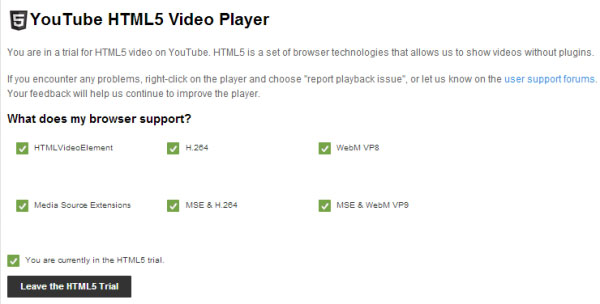 YouTube HTML5 Video Player
You are in a trial for HTML5 video on YouTube. HTML5 is a set of browser technologies that allows us to show videos without plugins.
If you encounter any problems, right-click on the player and choose "report playback issue", or let us know on the user support forums.
Your feedback will help us continue to improve the player.
What does my browser support?
HTMLVideoElement H.264 WebM VP8
Media Source Extensions MSE & H.264 MSE & WebM VP9
You are currently in the HTML5 trial.
Leave the HTML5 Trial